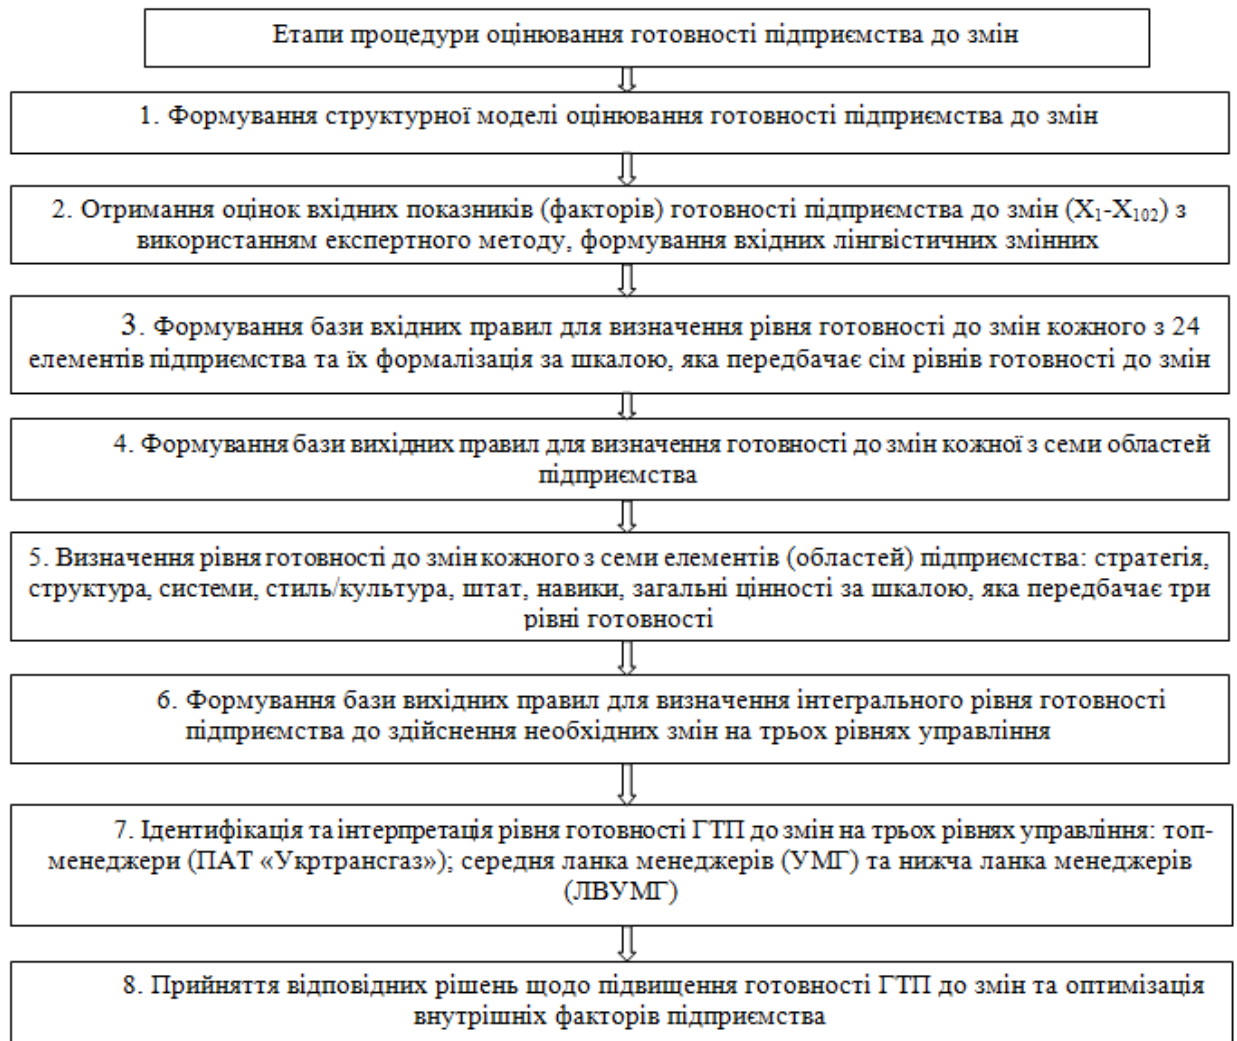 Етапи процедури оцінювання готовності підприємства до змін
1. Формування структурної моделі оцінювання готовності підприємства до змін
2. Отримання оцінок вхідних показників (факторів) готовності підприємства до змін (X₁-X₁₀₂) з
використанням експертного методу, формування вхідних лінгвістичних змінних
3. Формування бази вхідних правил для визначення рівня готовності до змін кожного з 24
елементів підприємства та їх формалізація за шкалою, яка передбачає сім рівнів готовності до змін
4. Формування бази вихідних правил для визначення готовності до змін кожної з семи областей
підприємства
5. Визначення рівня готовності до змін кожного з семи елементів (областей) підприємства: стратегія,
структура, системи, стиль/культура, штат, навики, загальні цінності за шкалою, яка передбачає три
рівні готовності
6. Формування бази вихідних правил для визначення інтегрального рівня готовності
підприємства до здійснення необхідних змін на трьох рівнях управління
7. Ідентифікація та інтерпретація рівня готовності ГТП до змін на трьох рівнях управління: топ-
менеджери (ПАТ «Укртрансгаз»); середня ланка менеджерів (УМГ) та нижча ланка менеджерів
(ЛВУМГ)
8. Прийняття відповідних рішень щодо підвищення готовності ГТП до змін та оптимізація
внутрішніх факторів підприємства